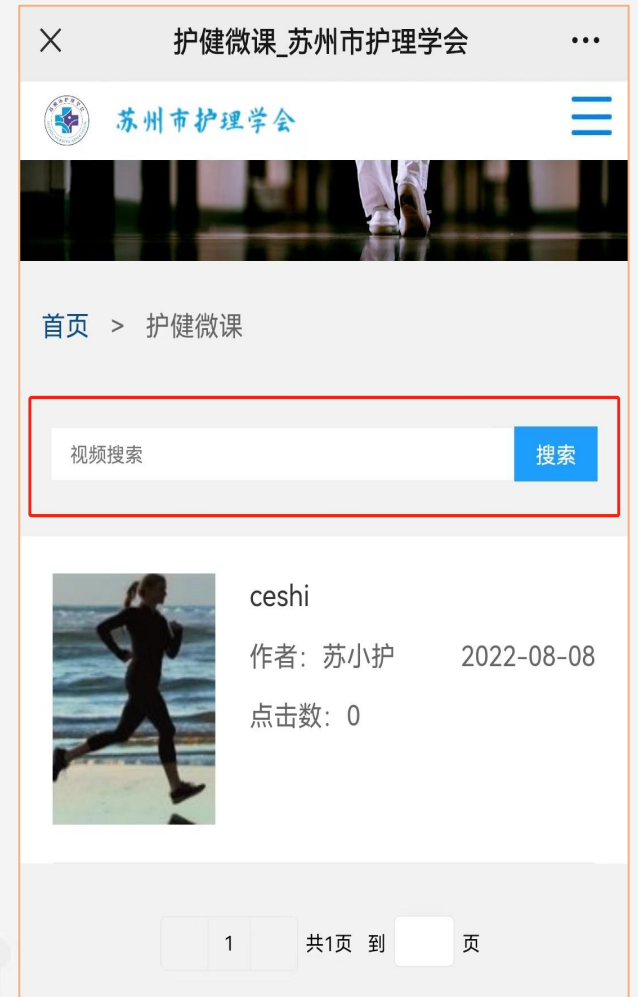 护健微课_苏州市护理学会
苏州市护理学会
首页 > 护健微课
视频搜索 搜索
ceshi
作者：苏小护 2022-08-08
点击数：0
1 共1页 到 页